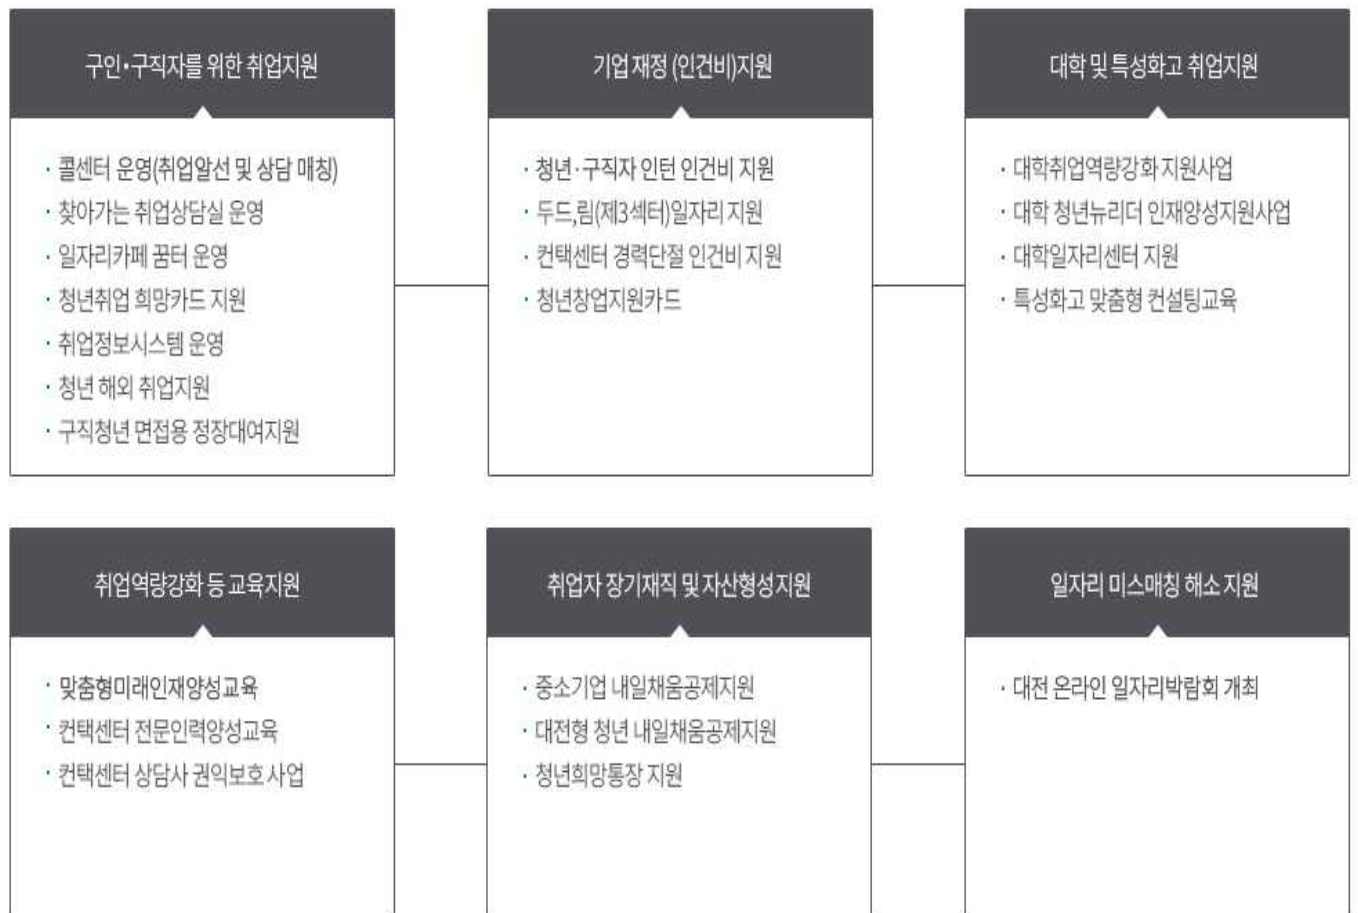 구인•구직자를 위한 취업지원
· 콜센터 운영(취업알선 및 상담 매칭)
· 찾아가는 취업상담실 운영
· 일자리카페 꿈터 운영
· 청년취업 희망카드 지원
· 취업정보시스템 운영
· 청년 해외 취업지원
· 구직청년 면접용 정장대여지원
기업 재정 (인건비)지원
· 청년·구직자 인턴 인건비 지원
· 두드,림(제3섹터)일자리 지원
· 컨택센터 경력단절 인건비 지원
· 청년창업지원카드
대학 및 특성화고 취업지원
· 대학취업역량강화 지원사업
· 대학 청년뉴리더 인재양성지원사업
· 대학일자리센터 지원
· 특성화고 맞춤형 컨설팅교육
취업역량강화 등 교육지원
· 맞춤형미래인재양성교육
· 컨택센터 전문인력양성교육
· 컨택센터 상담사 권익보호 사업
취업자 장기재직 및 자산형성지원
· 중소기업 내일채움공제지원
· 대전형 청년 내일채움공제지원
· 청년희망통장 지원
일자리 미스매칭 해소 지원
· 대전 온라인 일자리박람회 개최